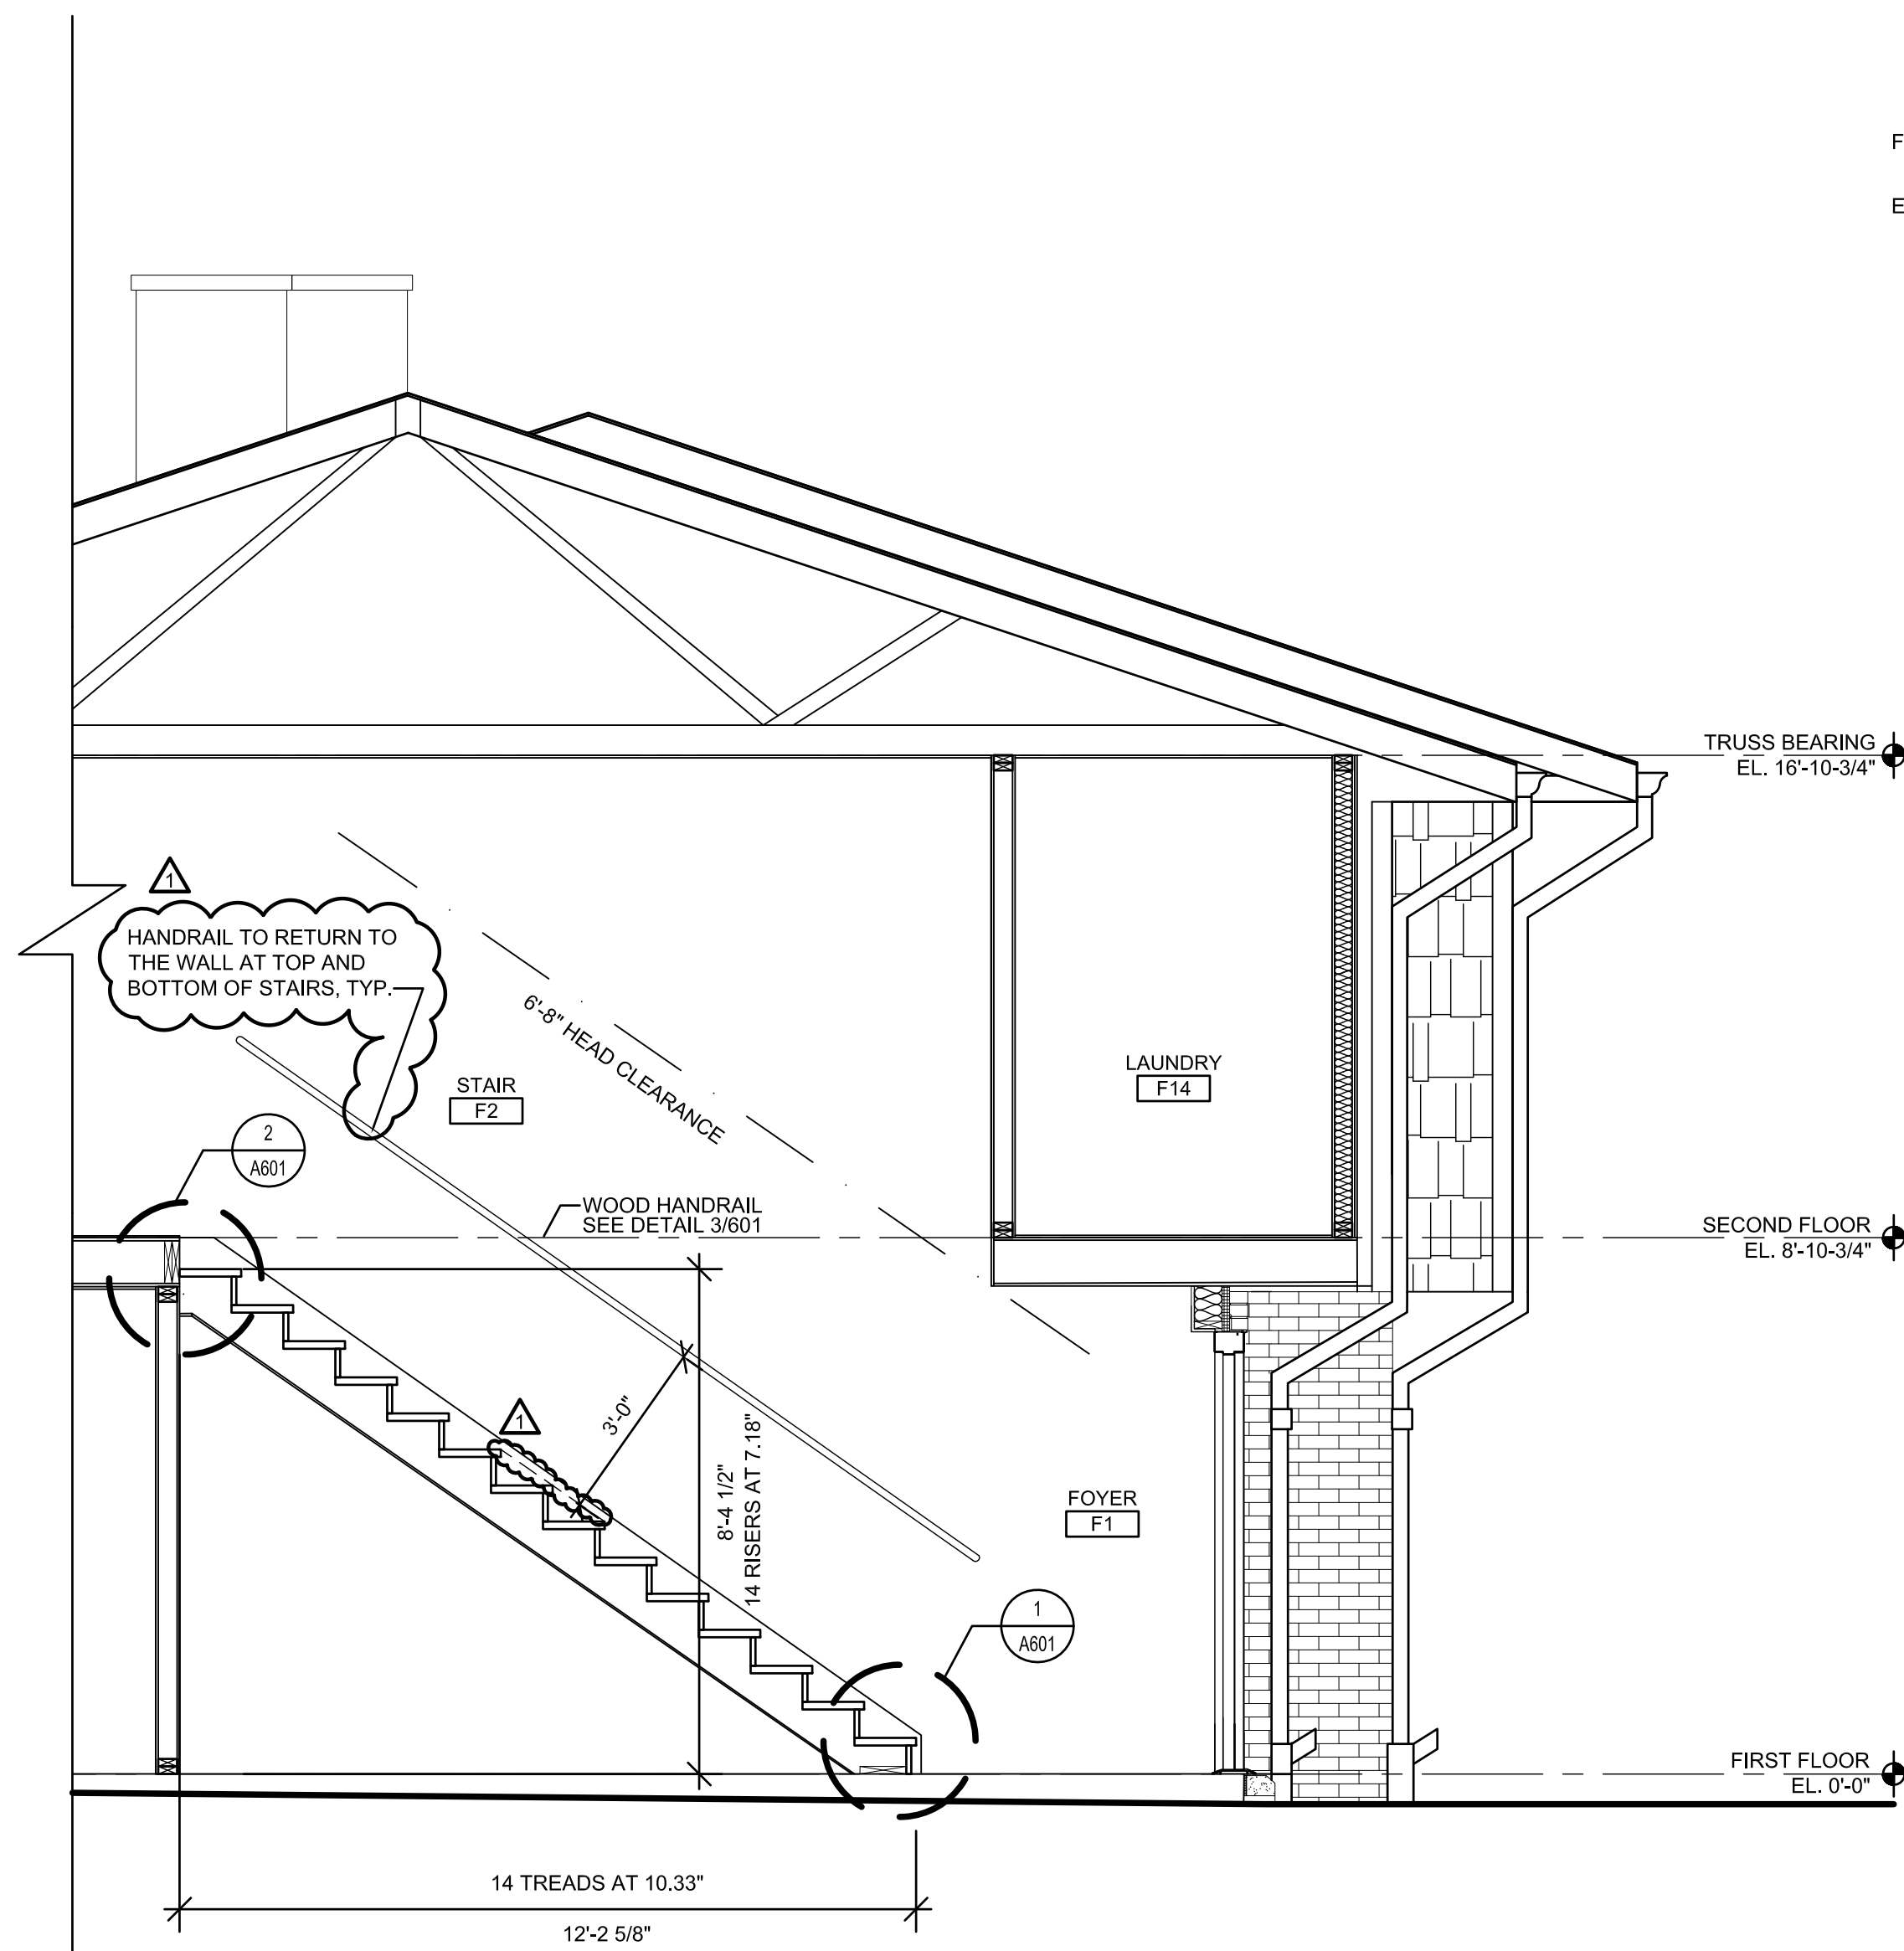 F
E
TRUSS BEARING
EL. 16'-10-3/4"
1
HANDRAIL TO RETURN TO
THE WALL AT TOP AND
BOTTOM OF STAIRS, TYP.
6'-8" HEAD CLEARANCE
STAIR
F2
LAUNDRY
F14
2
A601
WOOD HANDRAIL
SEE DETAIL 3/601
SECOND FLOOR
EL. 8'-10-3/4"
1
3'-0"
8'-4 1/2"
14 RISERS AT 7.18"
FOYER
F1
1
A601
FIRST FLOOR
EL. 0'-0"
14 TREADS AT 10.33"
12'-2 5/8"